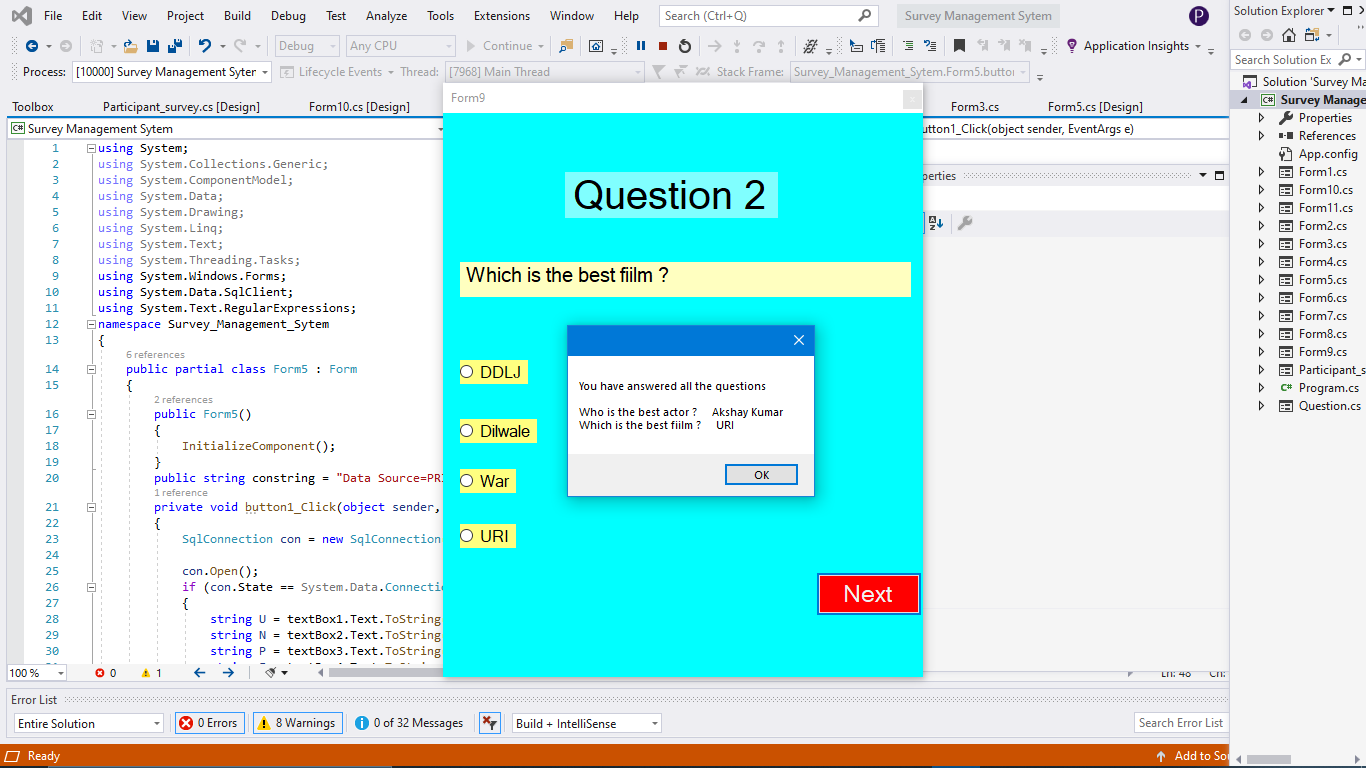 File Edit View Project Build Debug Test Analyze Tools Extensions Window Help Search (Ctrl+Q) Survey Management Sytem P
Debug Any CPU Continue Application Insights
Process: [10000] Survey Management Syter Lifecycle Events Thread: [7968] Main Thread Stack Frame: Survey_Management_Sytem.Form5.button
Toolbox Participant_survey.cs [Design] Form10.cs [Design] Form3.cs Form5.cs [Design]
C# Survey Management Sytem utton1_Click(object sender, EventArgs e)
1 using System;
2 using System.Collections.Generic;
3 using System.ComponentModel;
4 using System.Data;
5 using System.Drawing;
6 using System.Linq;
7 using System.Text;
8 using System.Threading.Tasks;
9 using System.Windows.Forms;
10 using System.Data.SqlClient;
11 using System.Text.RegularExpressions;
12 namespace Survey_Management_Sytem
13 {
6 references
14 public partial class Form5 : Form
15 {
2 references
16 public Form5()
17 {
18 InitializeComponent();
19 }
20 public string constring = "Data Source=PRI
1 reference
21 private void button1_Click(object sender,
22 {
23 SqlConnection con = new SqlConnection
24
25 con.Open();
26 if (con.State == System.Data.Connectio
27 {
28 string U = textBox1.Text.ToString
29 string N = textBox2.Text.ToString
30 string P = textBox3.Text.ToString
100 % 0 1 Ln: 48 Ch:
Form9
Question 2
Which is the best fiilm ?
DDLJ
Dilwale
War
URI
Next
You have answered all the questions
Who is the best actor ? Akshay Kumar
Which is the best fiilm ? URI
OK
perties
Solution Explorer
Search Solution Ex
Solution 'Survey Ma
C# Survey Manage
Properties
References
App.config
Form1.cs
Form10.cs
Form11.cs
Form2.cs
Form3.cs
Form4.cs
Form5.cs
Form6.cs
Form7.cs
Form8.cs
Form9.cs
Participant_s
C# Program.cs
Question.cs
Error List
Entire Solution 0 Errors 8 Warnings 0 of 32 Messages Build + IntelliSense Search Error List
Ready Add to Sou